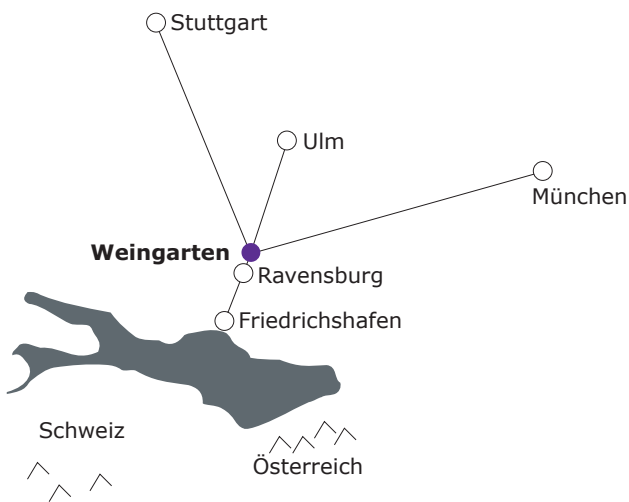 Stuttgart
Ulm
München
Weingarten
Ravensburg
Friedrichshafen
Schweiz
Österreich